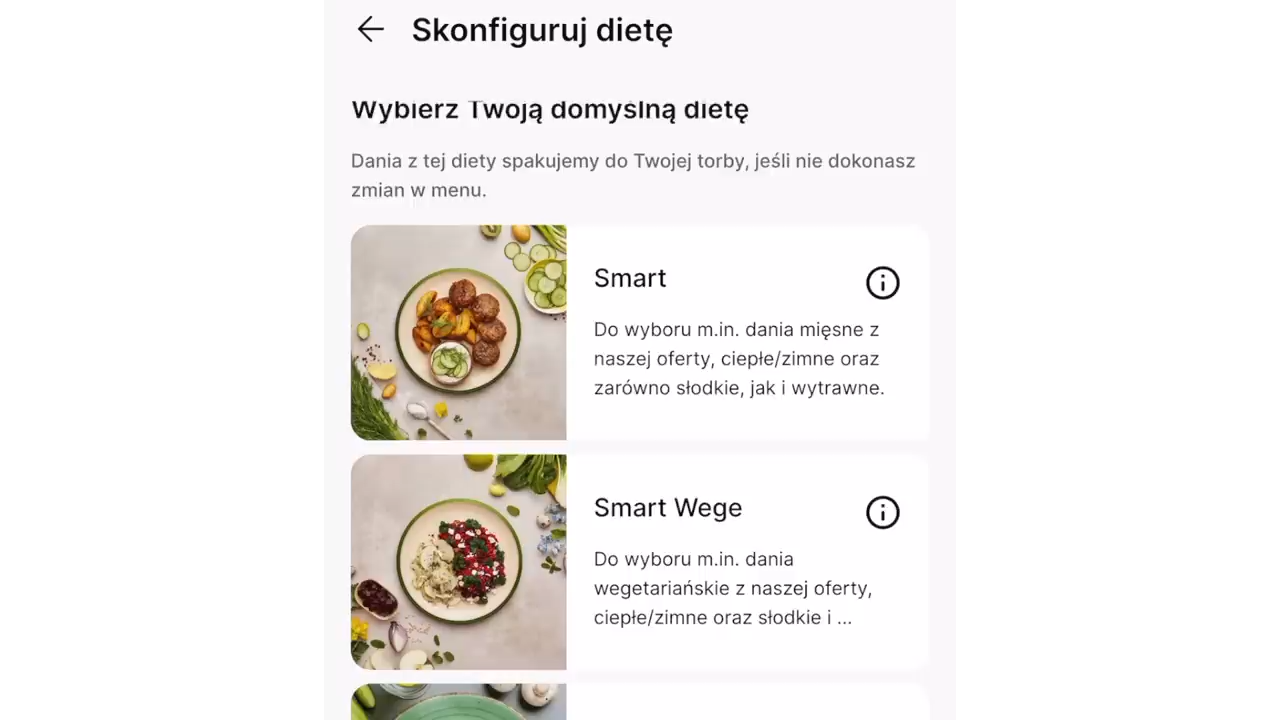 Skonfiguruj dietę
Wybierz Twoją domyślną dietę
Dania z tej diety spakujemy do Twojej torby, jeśli nie dokonasz
zmian w menu.
Smart
Do wyboru m.in. dania mięsne z
naszej oferty, ciepłe/zimne oraz
zarówno słodkie, jak i wytrawne.
Smart Wege
Do wyboru m.in. dania
wegetariańskie z naszej oferty,
ciepłe/zimne oraz słodkie i ...